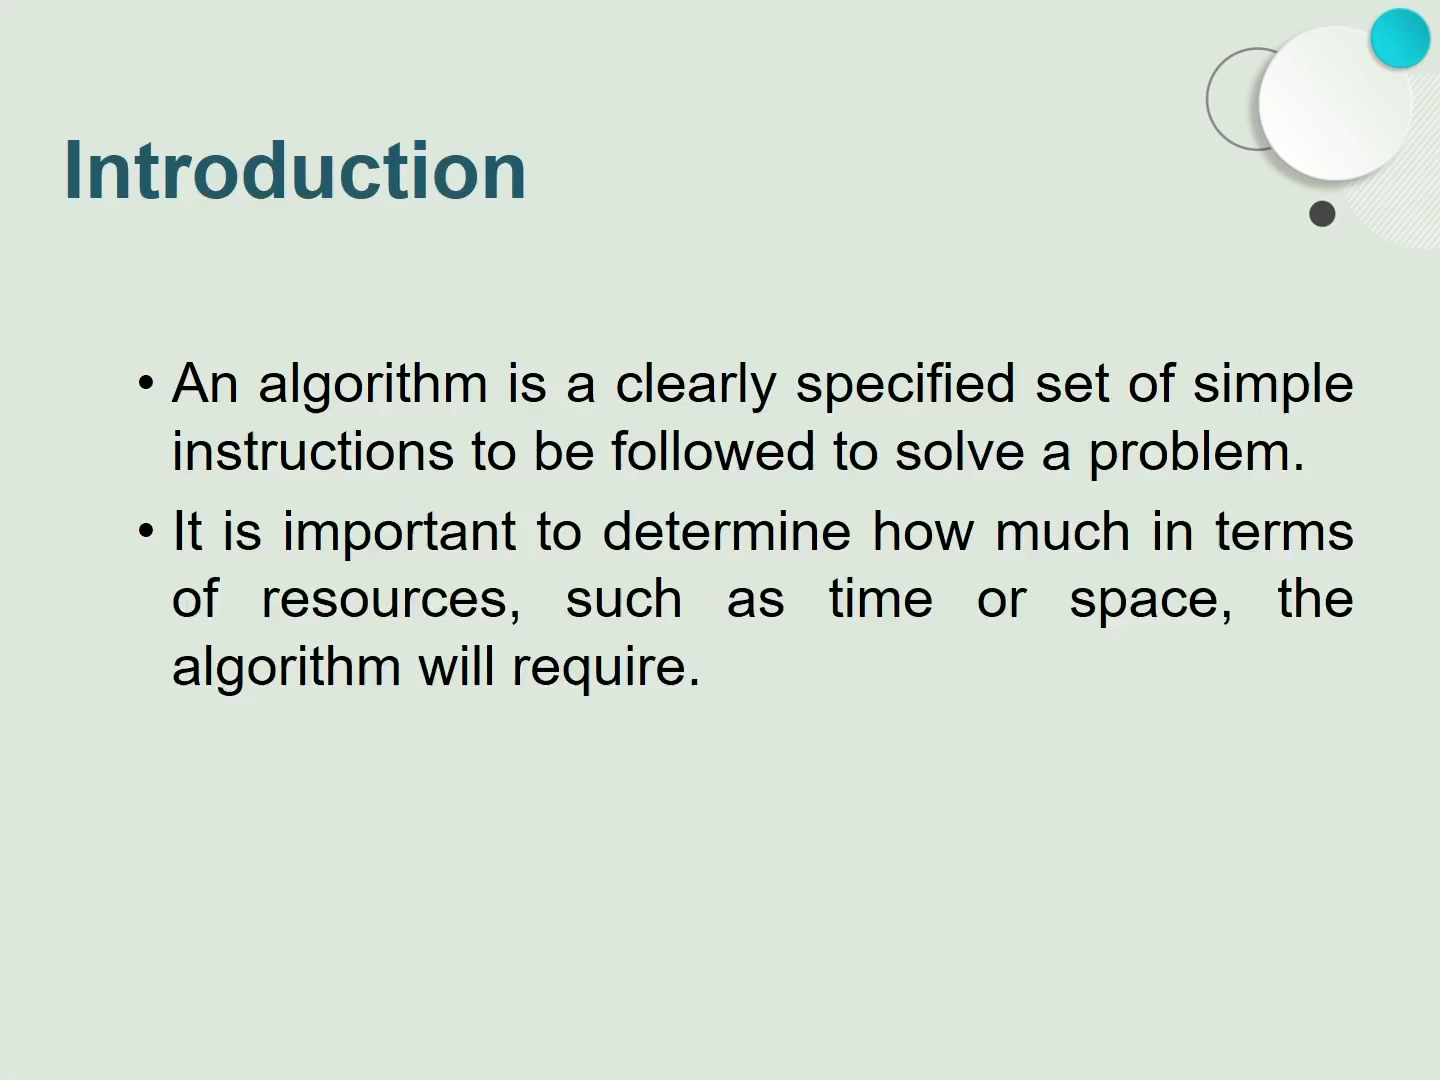 Introduction
• An algorithm is a clearly specified set of simple
instructions to be followed to solve a problem.
• It is important to determine how much in terms
of resources, such as time or space, the
algorithm will require.